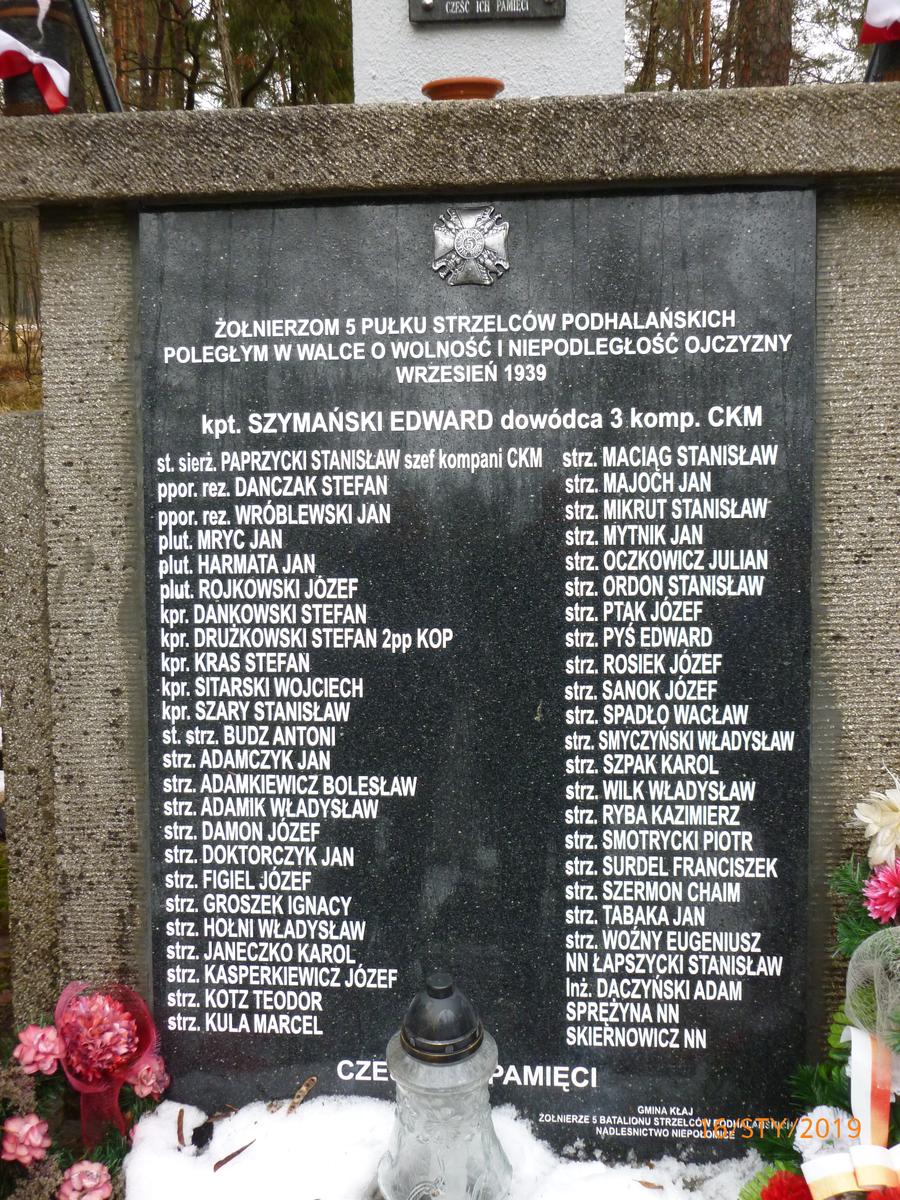 CZEŚĆ ICH PAMIĘCI
ŻOŁNIERZOM 5 PUŁKU STRZELCÓW PODHALAŃSKICH
POLEGŁYM W WALCE O WOLNOŚĆ I NIEPODLEGŁOŚĆ OJCZYZNY
WRZESIEŃ 1939
kpt. SZYMAŃSKI EDWARD dowódca 3 komp. CKM
st. sierż. PAPRZYCKI STANISŁAW szef kompani CKM
ppor. rez. DANCZAK STEFAN
ppor. rez. WRÓBLEWSKI JAN
plut. MRYC JAN
plut. HARMATA JAN
plut. ROJKOWSKI JÓZEF
kpr. DANKOWSKI STEFAN
kpr. DRUŻKOWSKI STEFAN 2pp KOP
kpr. KRAS STEFAN
kpr. SITARSKI WOJCIECH
kpr. SZARY STANISŁAW
st. strz. BUDZ ANTONI
strz. ADAMCZYK JAN
strz. ADAMKIEWICZ BOLESŁAW
strz. ADAMIK WŁADYSŁAW
strz. DAMON JÓZEF
strz. DOKTORCZYK JAN
strz. FIGIEL JÓZEF
strz. GROSZEK IGNACY
strz. HOŁNI WŁADYSŁAW
strz. JANECZKO KAROL
strz. KASPERKIEWICZ JÓZEF
strz. KOTZ TEODOR
strz. KULA MARCEL
strz. MACIĄG STANISŁAW
strz. MAJOCH JAN
strz. MIKRUT STANISŁAW
strz. MYTNIK JAN
strz. OCZKOWICZ JULIAN
strz. ORDON STANISŁAW
strz. PTAK JÓZEF
strz. PYŚ EDWARD
strz. ROSIEK JÓZEF
strz. SANOK JÓZEF
strz. SPADŁO WACŁAW
strz. SMYCZYŃSKI WŁADYSŁAW
strz. SZPAK KAROL
strz. WILK WŁADYSŁAW
strz. RYBA KAZIMIERZ
strz. SMOTRYCKI PIOTR
strz. SURDEL FRANCISZEK
strz. SZERMON CHAIM
strz. TABAKA JAN
strz. WOŹNY EUGENIUSZ
NN ŁAPSZYCKI STANISŁAW
Inż. DĄCZYŃSKI ADAM
SPRĘŻYNA NN
SKIERNOWICZ NN
PAMIĘCI
GMINA KŁAJ
ŻOŁNIERZE 5 BATALIONU STRZELCÓW PODHALAŃSKICH
NADLEŚNICTWO NIEPOŁOMICE
16/STY/2019